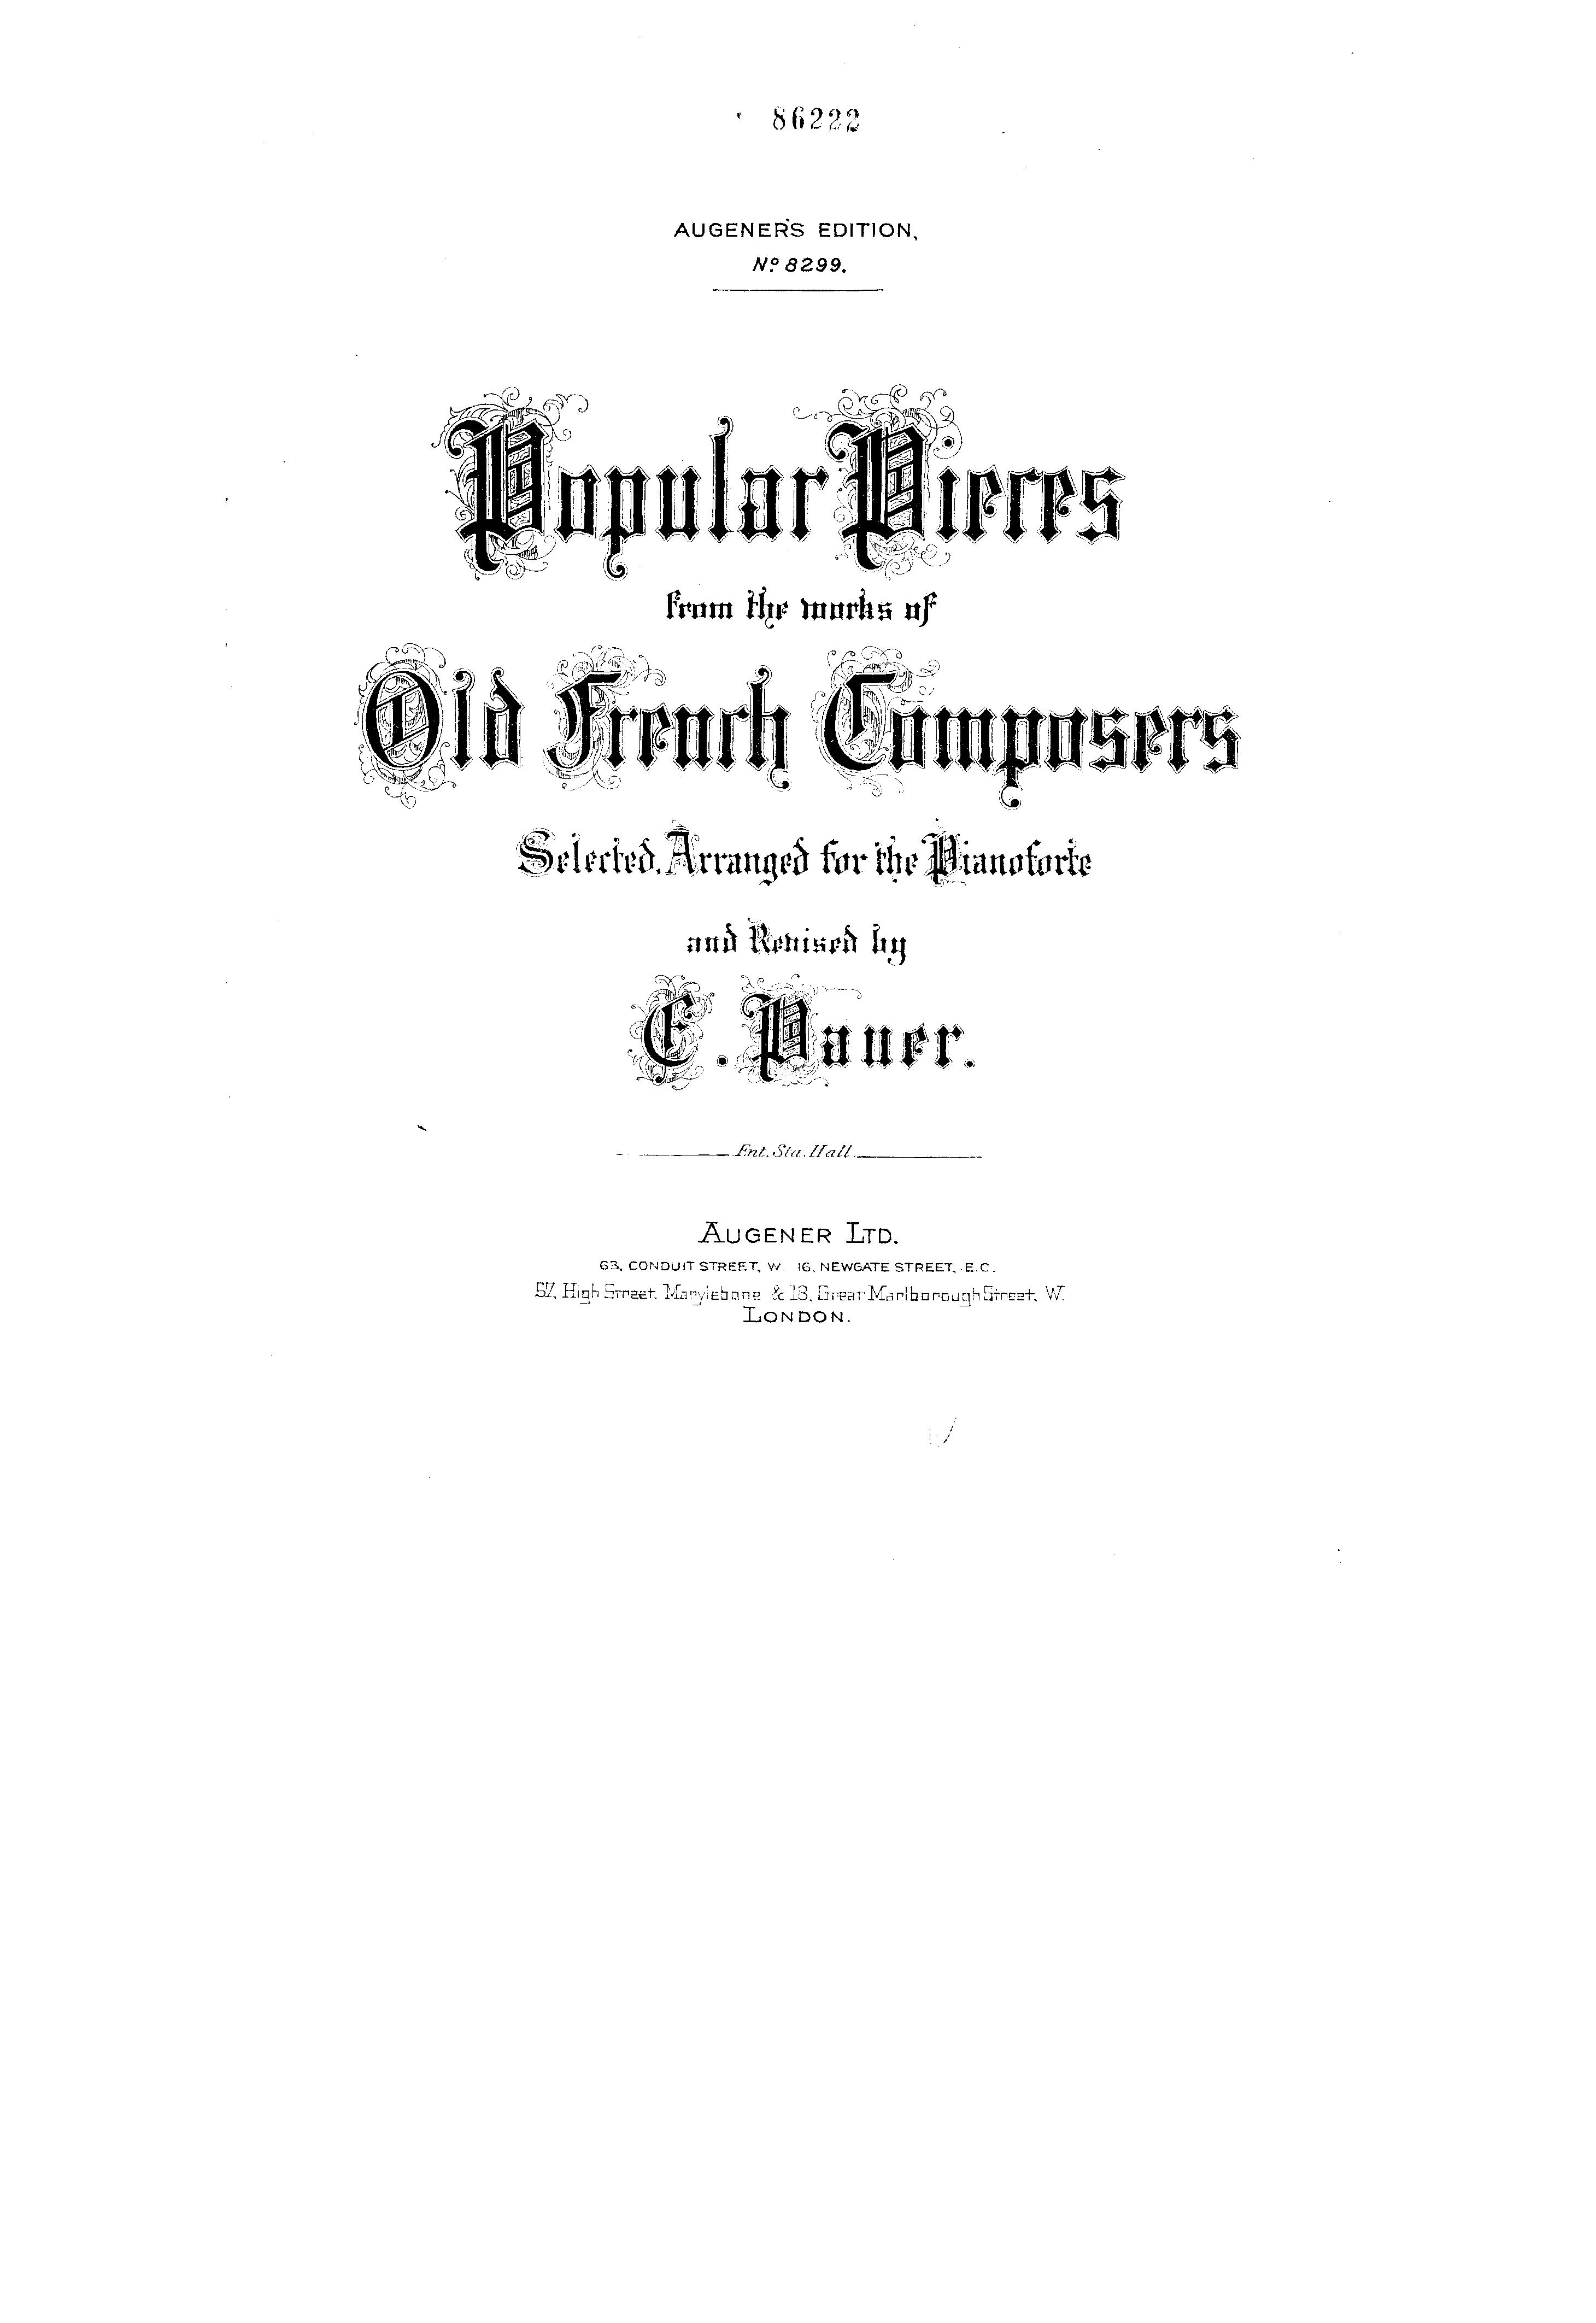 86222
AUGENER'S EDITION,
No. 8299.
Popular Pieces
from the works of
Old French Composers
Selected, Arranged for the Pianoforte
and Revised by
E. Pauer.
Ent. Sta. Hall.
AUGENER LTD.
63, CONDUIT STREET, W. 16, NEWGATE STREET, E.C.
57, High Street, Marylebone & 18, Great Marlborough Street, W.
LONDON.